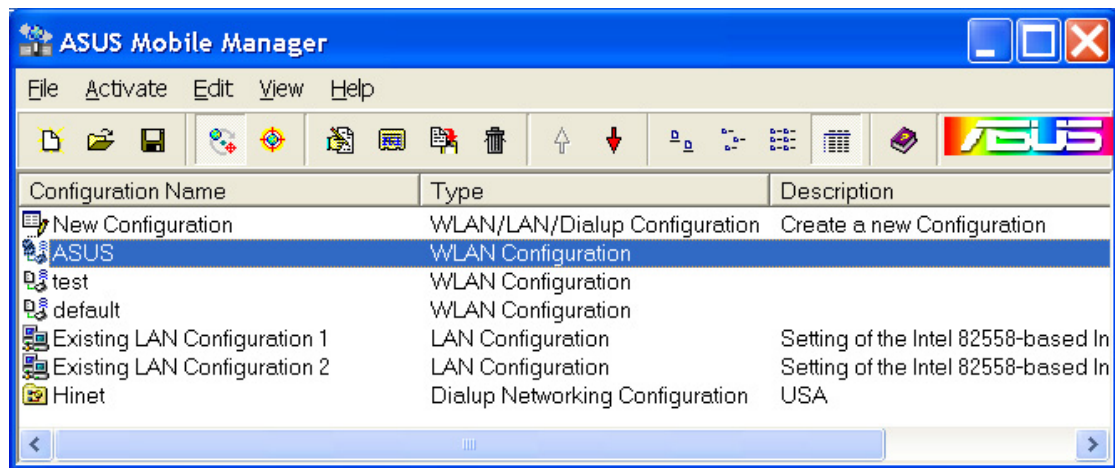 ASUS Mobile Manager
File Activate Edit View Help
ASUS
Configuration Name Type Description
New Configuration WLAN/LAN/Dialup Configuration Create a new Configuration
ASUS WLAN Configuration
test WLAN Configuration
default WLAN Configuration
Existing LAN Configuration 1 LAN Configuration Setting of the Intel 82558-based In
Existing LAN Configuration 2 LAN Configuration Setting of the Intel 82558-based In
Hinet Dialup Networking Configuration USA